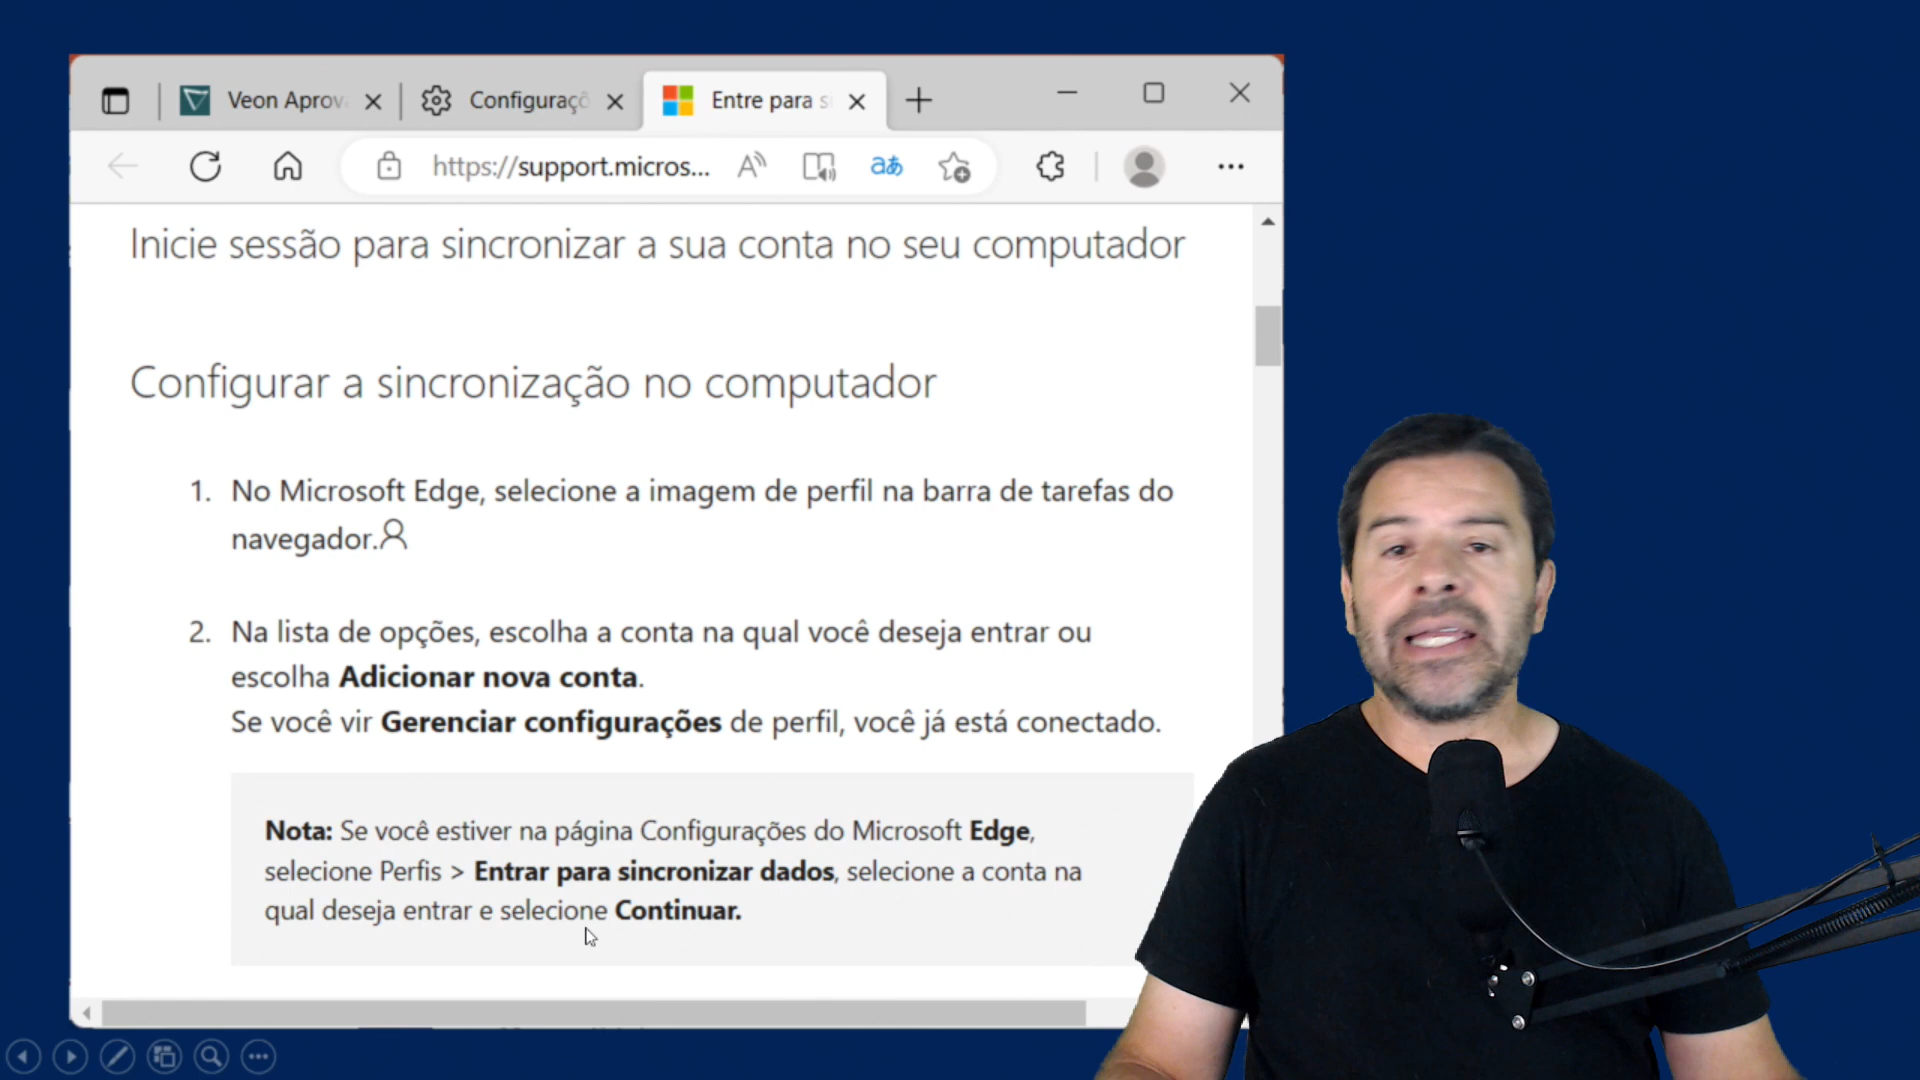 Veon Aprov
Configuraçõ
Entre para s
https://support.micros...
Inicie sessão para sincronizar a sua conta no seu computador
Configurar a sincronização no computador
1. No Microsoft Edge, selecione a imagem de perfil na barra de tarefas do
navegador.
2. Na lista de opções, escolha a conta na qual você deseja entrar ou
escolha Adicionar nova conta.
Se você vir Gerenciar configurações de perfil, você já está conectado.
Nota: Se você estiver na página Configurações do Microsoft Edge,
selecione Perfis > Entrar para sincronizar dados, selecione a conta na
qual deseja entrar e selecione Continuar.